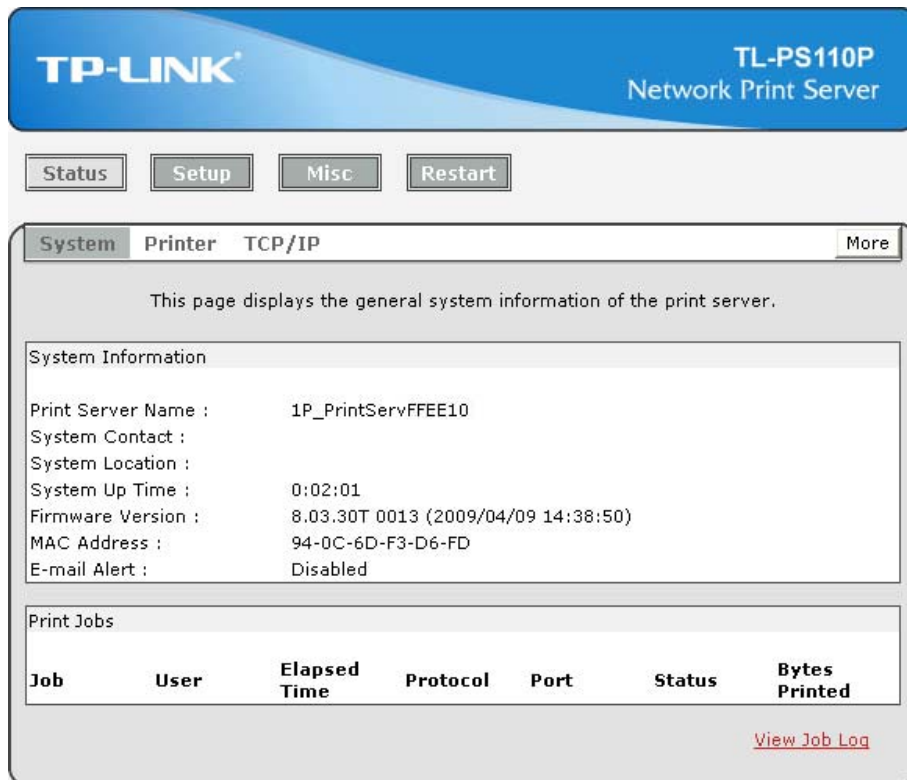 TP-LINK
TL-PS110P
Network Print Server
Status Setup Misc Restart
System Printer TCP/IP More
This page displays the general system information of the print server.
System Information
Print Server Name : 1P_PrintServFFEE10
System Contact :
System Location :
System Up Time : 0:02:01
Firmware Version : 8.03.30T 0013 (2009/04/09 14:38:50)
MAC Address : 94-0C-6D-F3-D6-FD
E-mail Alert : Disabled
Print Jobs
Job User Elapsed Time Protocol Port Status Bytes Printed
View Job Log